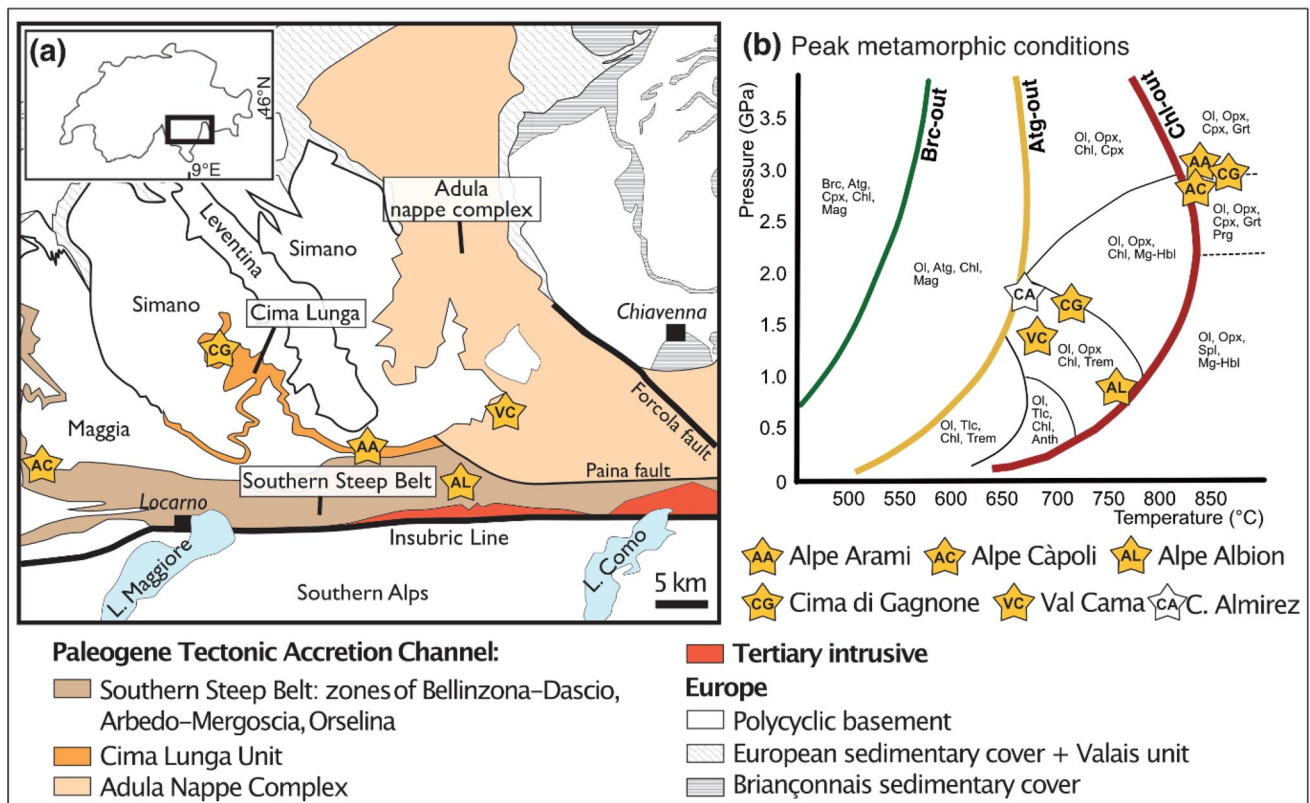 (a)
46°N
9°E
Adula
nappe complex
Leventina
Simano
Simano
Cima Lunga
Chiavenna
CG
VC
Forcola fault
Maggia
AA
AC
Paina fault
AL
Southern Steep Belt
Locarno
Insubric Line
L. Maggiore
L. Como
Southern Alps
5 km
(b) Peak metamorphic conditions
Pressure (GPa)
3.5
3.0
2.5
2.0
1.5
1.0
0.5
0
Brc-out
Atg-out
Chl-out
Ol, Opx,
Chl, Cpx
Ol, Opx,
Cpx, Grt
AA
CG
AC
Brc, Atg,
Cpx, Chl,
Mag
Ol, Opx,
Cpx, Grt
Prg
Ol, Opx,
Chl, Mg-Hbl
Ol, Atg, Chl,
Mag
CA
CG
VC
Ol, Opx
Chl, Trem
Ol, Opx,
Spl,
Mg-Hbl
AL
Ol,
Tlc,
Chl,
Anth
Ol, Tlc,
Chl, Trem
500 550 600 650 700 750 800 850
Temperature (°C)
AA Alpe Arami AC Alpe Càpoli AL Alpe Albion
CG Cima di Gagnone VC Val Cama CA C. Almirez
Paleogene Tectonic Accretion Channel:
Southern Steep Belt: zones of Bellinzona–Dascio,
Arbedo–Mergoscia, Orselina
Cima Lunga Unit
Adula Nappe Complex
Tertiary intrusive
Europe
Polycyclic basement
European sedimentary cover + Valais unit
Briançonnais sedimentary cover